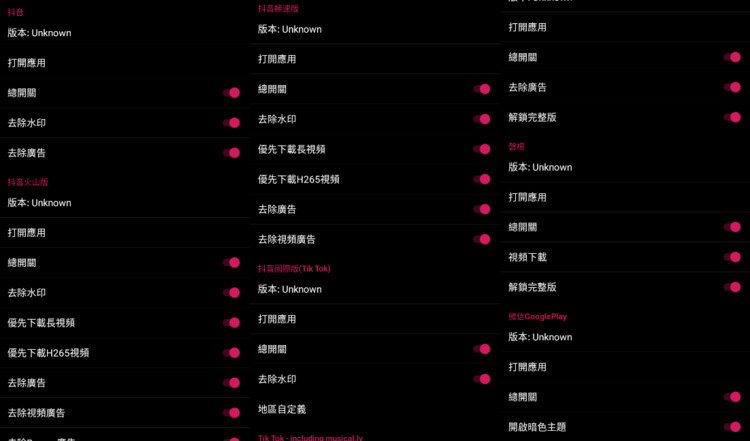 抖音
版本: Unknown
打開應用
總開關
去除水印
去除廣告
抖音火山版
版本: Unknown
打開應用
總開關
去除水印
優先下載長視頻
優先下載H265視頻
去除廣告
去除視頻廣告
抖音極速版
版本: Unknown
打開應用
總開關
去除水印
優先下載長視頻
優先下載H265視頻
去除廣告
去除視頻廣告
抖音國際版(Tik Tok)
版本: Unknown
打開應用
總開關
去除水印
地區自定義
Tik Tok - including musical.ly
打開應用
總開關
去除廣告
解鎖完整版
版本: Unknown
打開應用
總開關
視頻下載
解鎖完整版
微信GooglePlay
版本: Unknown
打開應用
總開關
開啟暗色主題